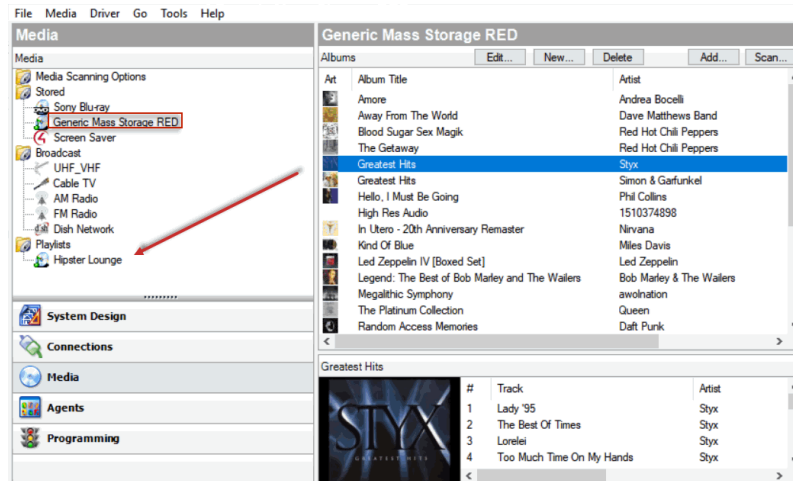 File Media Driver Go Tools Help
Media
Media
Media Scanning Options
Stored
Sony Blu-ray
Generic Mass Storage RED
Screen Saver
Broadcast
UHF_VHF
Cable TV
AM Radio
FM Radio
Dish Network
Playlists
Hipster Lounge
System Design
Connections
Media
Agents
Programming
Generic Mass Storage RED
Albums Edit... New... Delete Add... Scan...
Art Album Title Artist
Amore Andrea Bocelli
Away From The World Dave Matthews Band
Blood Sugar Sex Magik Red Hot Chili Peppers
The Getaway Red Hot Chili Peppers
Greatest Hits Styx
Greatest Hits Simon & Garfunkel
Hello, I Must Be Going Phil Collins
High Res Audio 1510374898
In Utero - 20th Anniversary Remaster Nirvana
Kind Of Blue Miles Davis
Led Zeppelin IV [Boxed Set] Led Zeppelin
Legend: The Best of Bob Marley and The Wailers Bob Marley & The Wailers
Megalithic Symphony awolnation
The Platinum Collection Queen
Random Access Memories Daft Punk
Greatest Hits
STYX
GREATEST HITS
# Track Artist
1 Lady '95 Styx
2 The Best Of Times Styx
3 Lorelei Styx
4 Too Much Time On My Hands Styx